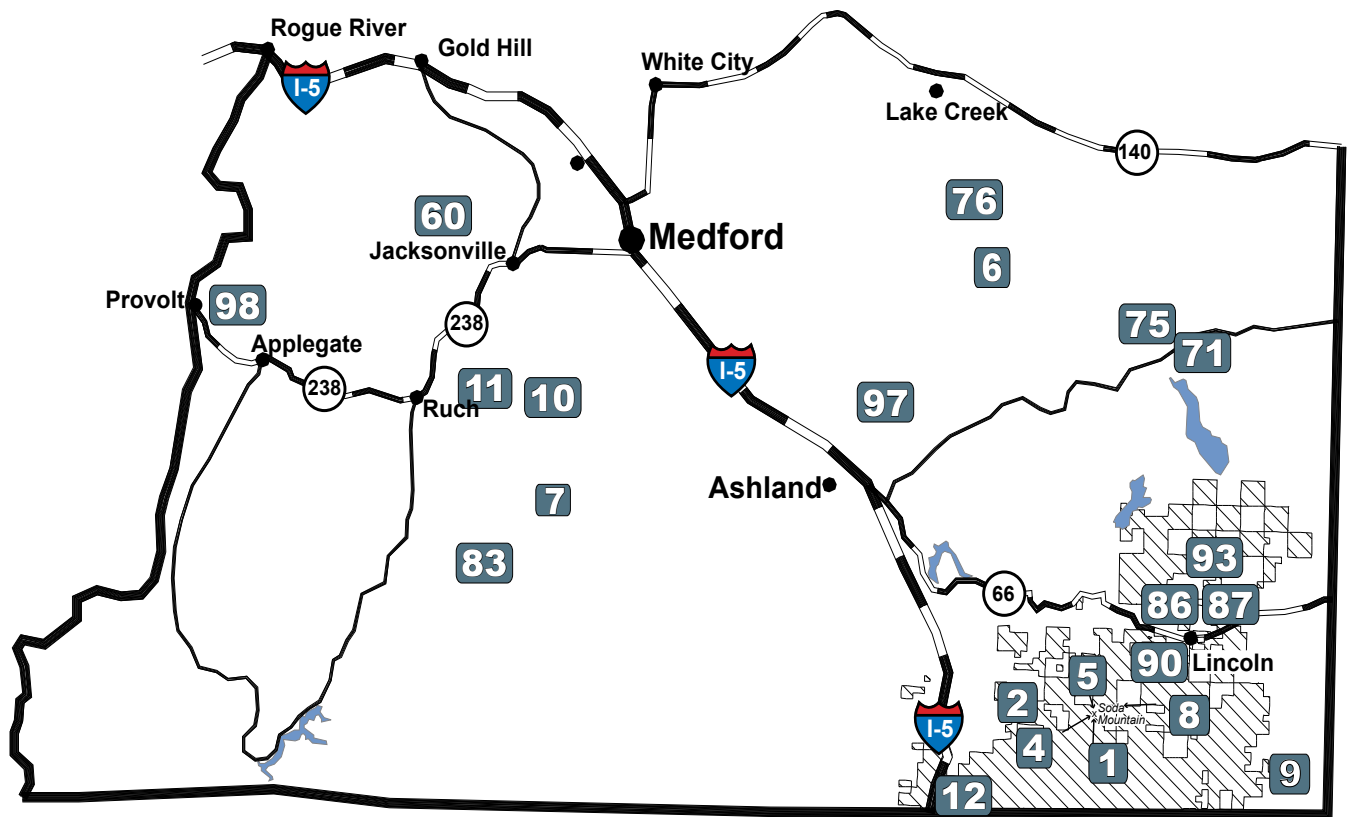 Rogue River
Gold Hill
I-5
White City
Lake Creek
140
60
76
Medford
Jacksonville
6
Provolt
98
238
75
71
Applegate
238
I-5
11
10
97
Ruch
Ashland
7
83
93
66
86
87
90
Lincoln
5
2
Soda
Mountain
8
I-5
4
1
9
12